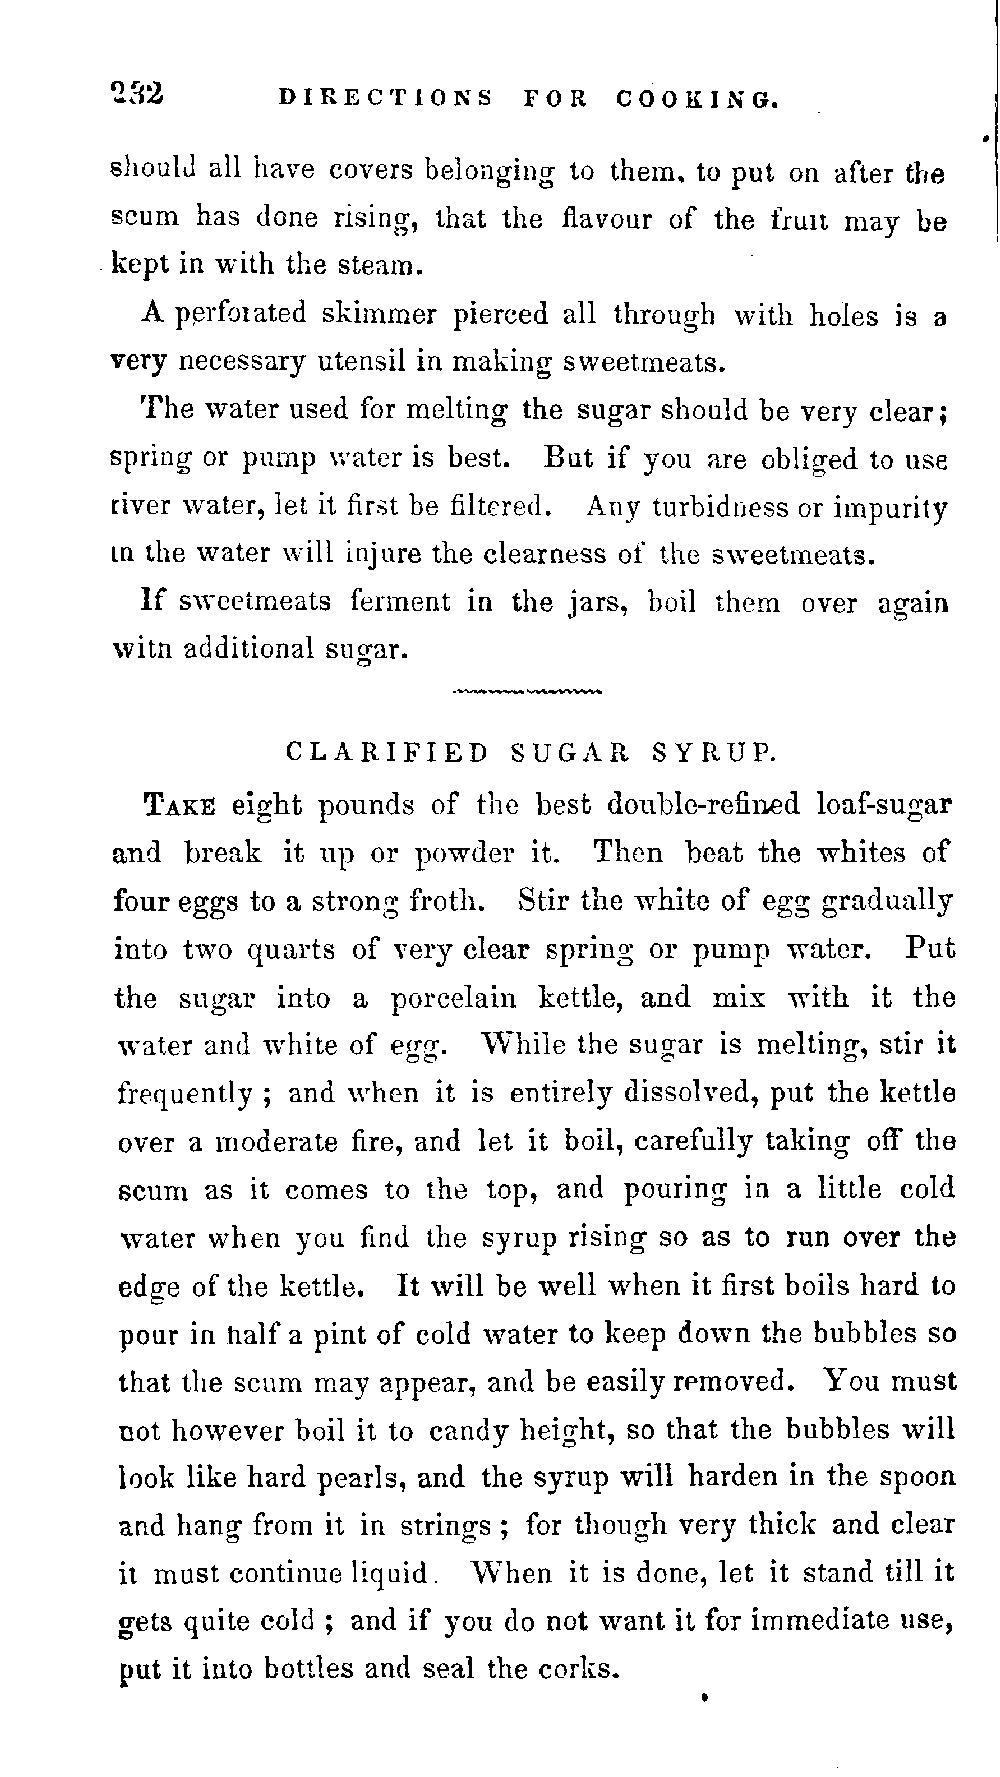 232 DIRECTIONS FOR COOKING.
should all have covers belonging to them, to put on after the
scum has done rising, that the flavour of the fruit may be
kept in with the steam.
A perforated skimmer pierced all through with holes is a
very necessary utensil in making sweetmeats.
The water used for melting the sugar should be very clear;
spring or pump water is best. But if you are obliged to use
river water, let it first be filtered. Any turbidness or impurity
in the water will injure the clearness of the sweetmeats.
If sweetmeats ferment in the jars, boil them over again
with additional sugar.
CLARIFIED SUGAR SYRUP.
TAKE eight pounds of the best double-refined loaf-sugar
and break it up or powder it. Then beat the whites of
four eggs to a strong froth. Stir the white of egg gradually
into two quarts of very clear spring or pump water. Put
the sugar into a porcelain kettle, and mix with it the
water and white of egg. While the sugar is melting, stir it
frequently ; and when it is entirely dissolved, put the kettle
over a moderate fire, and let it boil, carefully taking off the
scum as it comes to the top, and pouring in a little cold
water when you find the syrup rising so as to run over the
edge of the kettle. It will be well when it first boils hard to
pour in half a pint of cold water to keep down the bubbles so
that the scum may appear, and be easily removed. You must
not however boil it to candy height, so that the bubbles will
look like hard pearls, and the syrup will harden in the spoon
and hang from it in strings ; for though very thick and clear
it must continue liquid. When it is done, let it stand till it
gets quite cold ; and if you do not want it for immediate use,
put it into bottles and seal the corks.